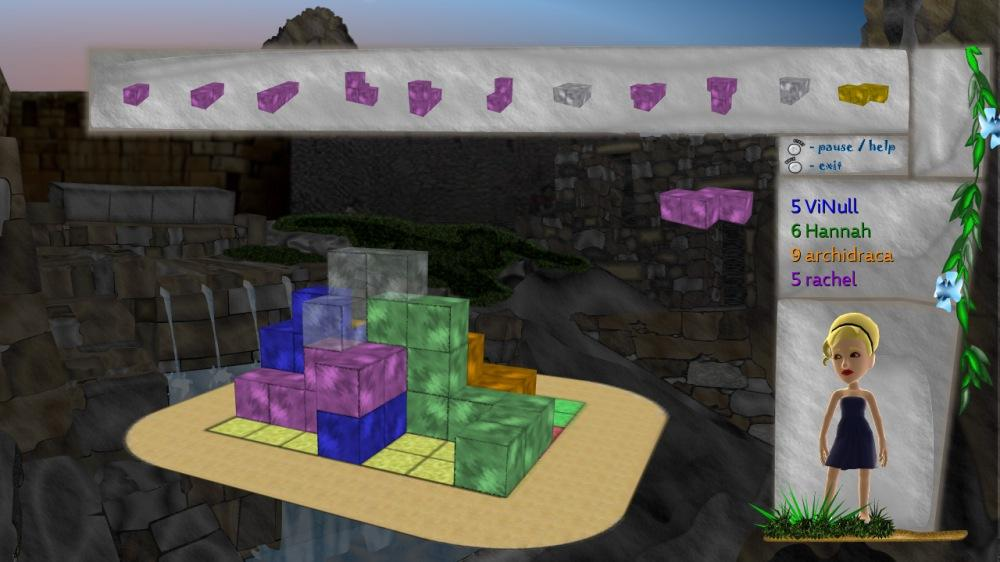 - pause / help
- exit
5 ViNull
6 Hannah
9 archidraca
5 rachel